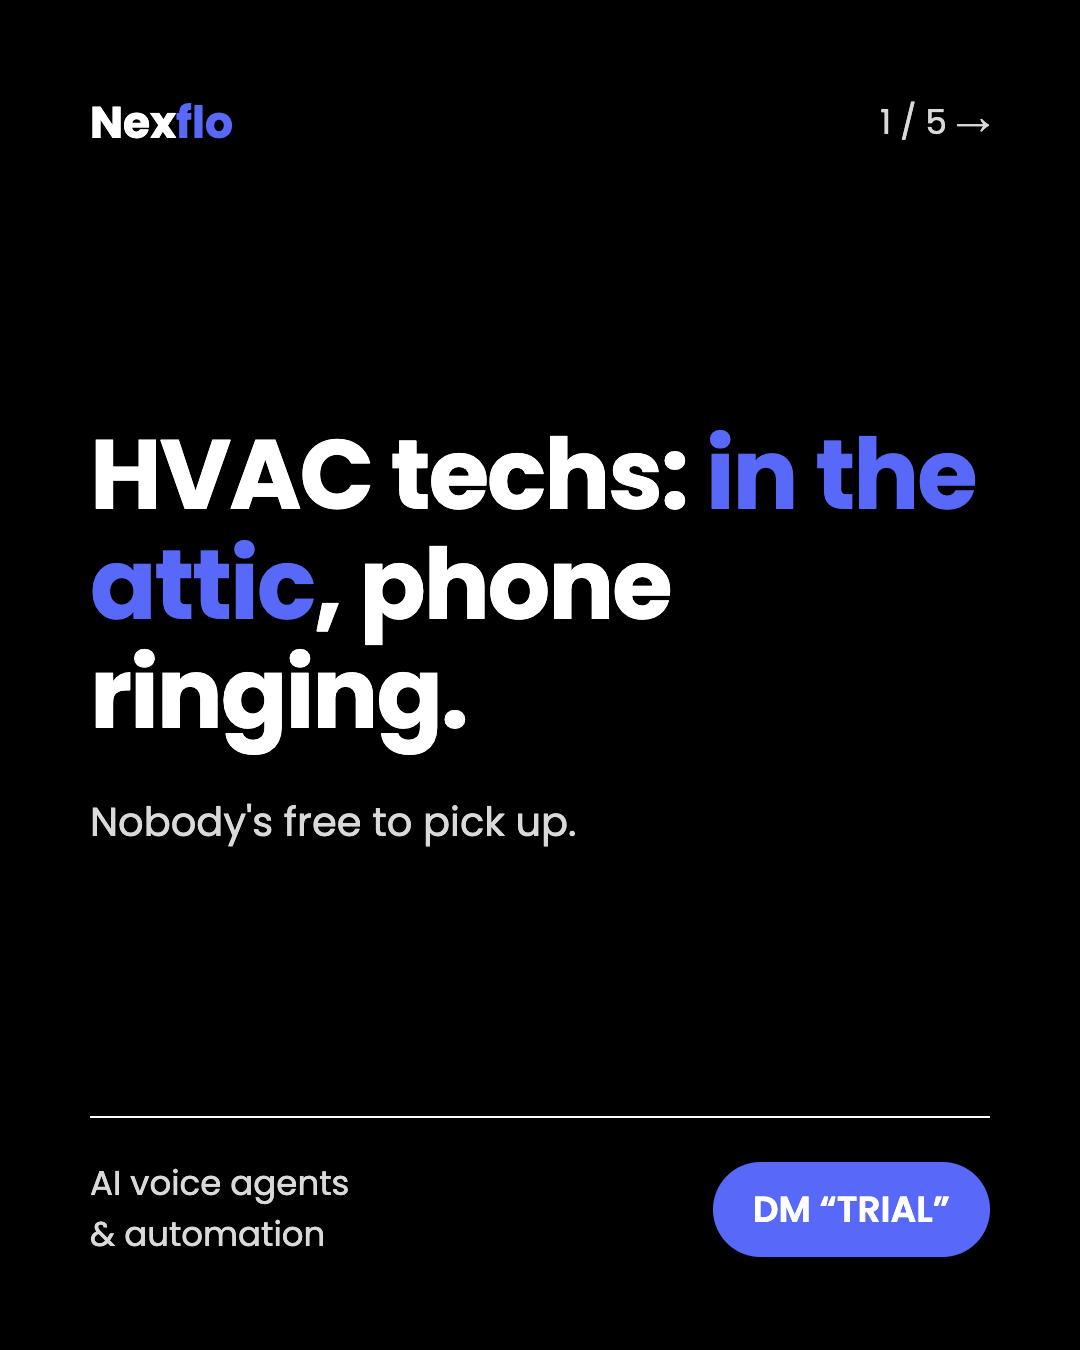 Nexflo
1 / 5 →
HVAC techs: in the
attic, phone
ringing.
Nobody's free to pick up.
AI voice agents
& automation
DM “TRIAL”